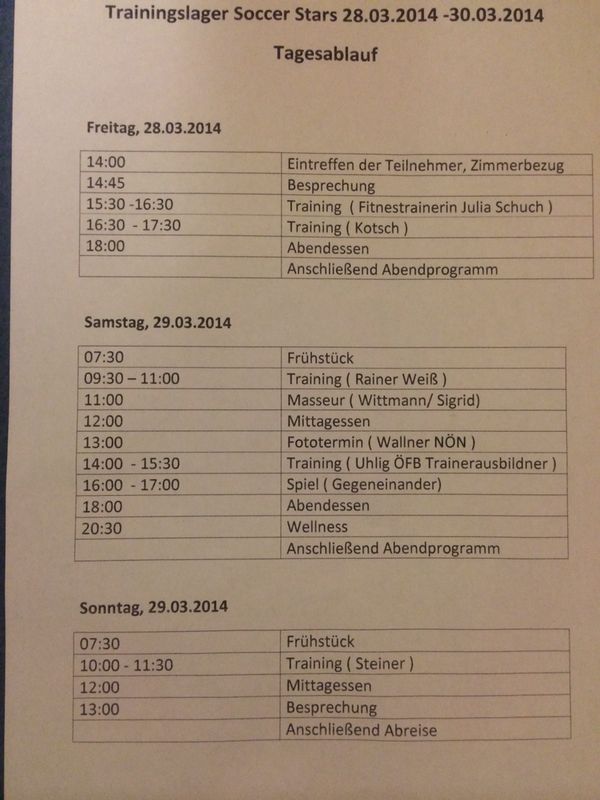 Trainingslager Soccer Stars 28.03.2014 -30.03.2014
Tagesablauf
Freitag, 28.03.2014
14:00 Eintreffen der Teilnehmer, Zimmerbezug
14:45 Besprechung
15:30 -16:30 Training ( Fitnestrainerin Julia Schuch )
16:30 - 17:30 Training ( Kotsch )
18:00 Abendessen
Anschließend Abendprogramm
Samstag, 29.03.2014
07:30 Frühstück
09:30 – 11:00 Training ( Rainer Weiß )
11:00 Masseur ( Wittmann/ Sigrid)
12:00 Mittagessen
13:00 Fototermin ( Wallner NÖN )
14:00 - 15:30 Training ( Uhlig ÖFB Trainerausbildner )
16:00 - 17:00 Spiel ( Gegeneinander)
18:00 Abendessen
20:30 Wellness
Anschließend Abendprogramm
Sonntag, 29.03.2014
07:30 Frühstück
10:00 - 11:30 Training ( Steiner )
12:00 Mittagessen
13:00 Besprechung
Anschließend Abreise